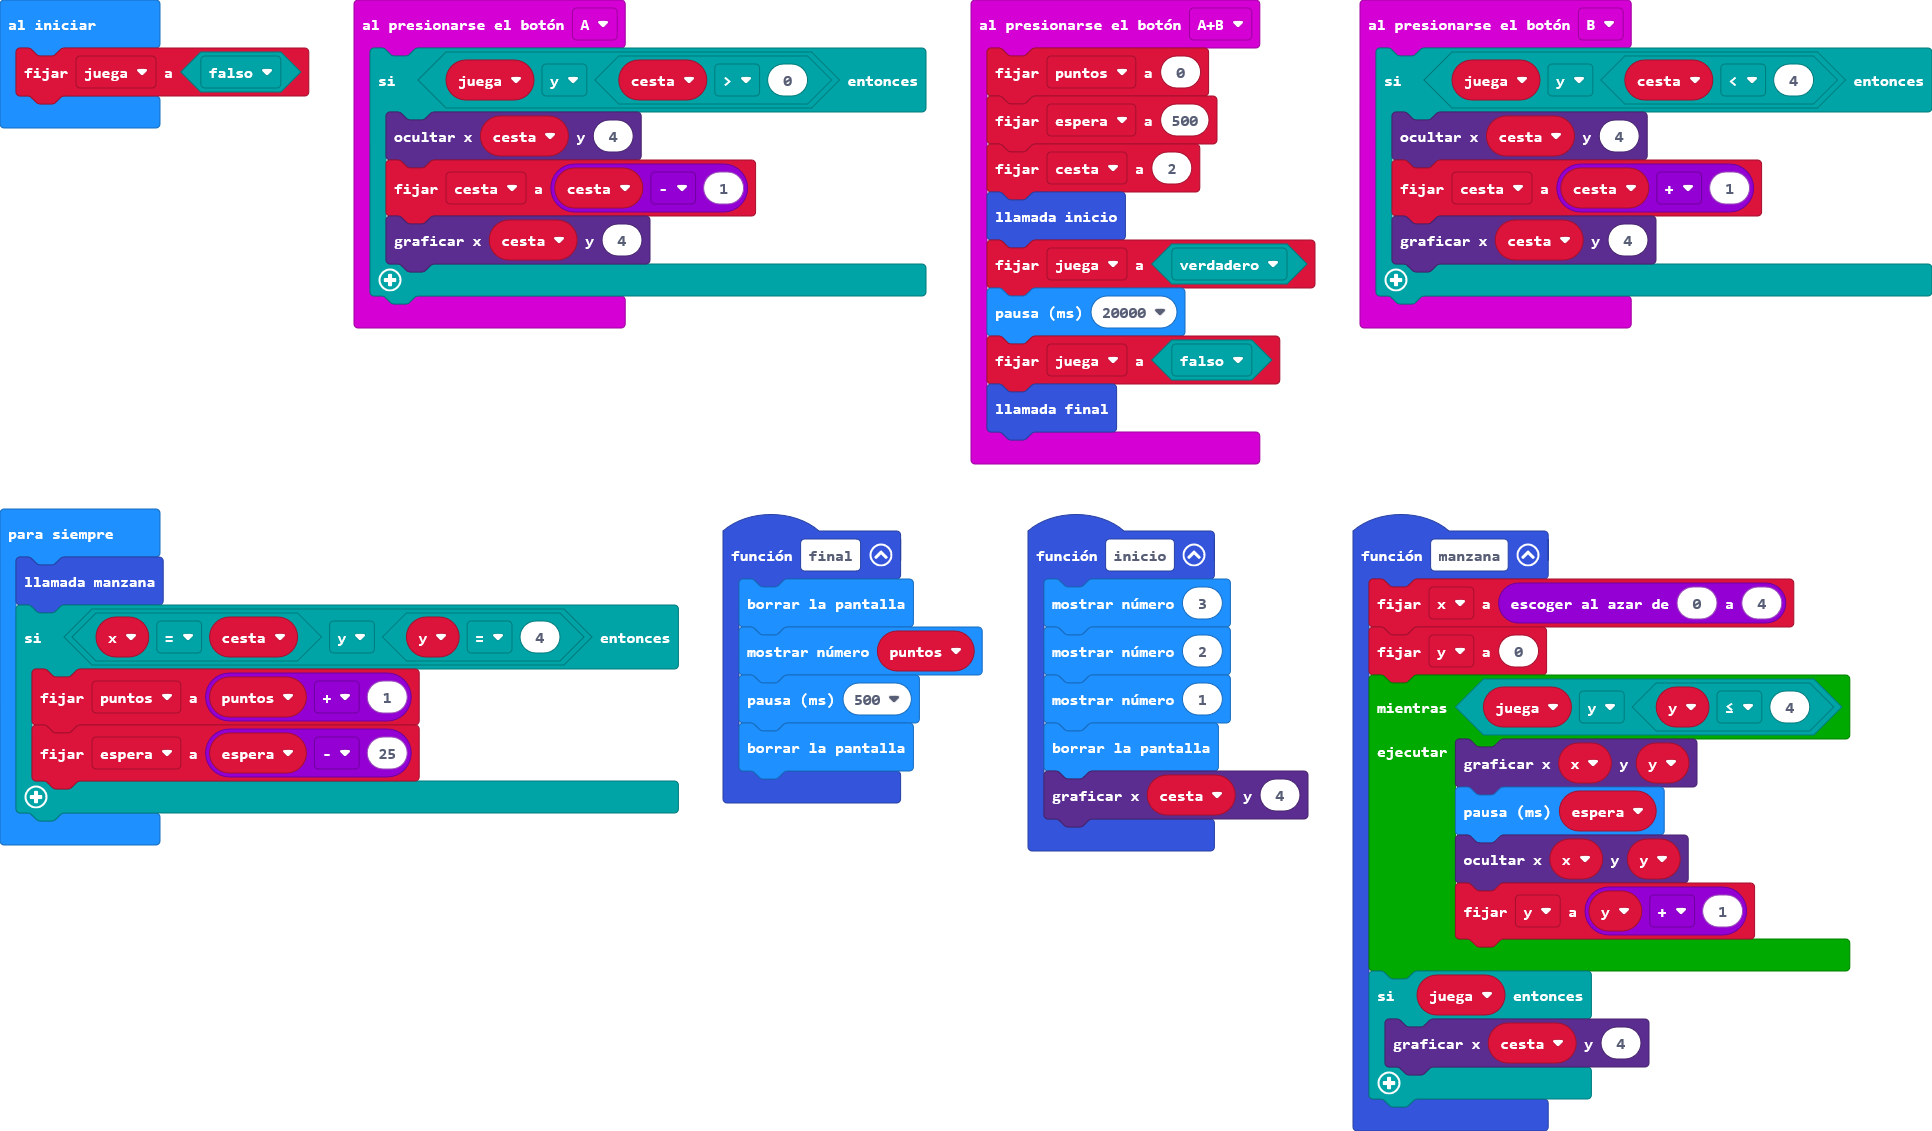 al iniciar
fijar juega a falso
al presionarse el botón A
si juega y cesta > 0 entonces
ocultar x cesta y 4
fijar cesta a cesta - 1
graficar x cesta y 4
al presionarse el botón A+B
fijar puntos a 0
fijar espera a 500
fijar cesta a 2
llamada inicio
fijar juega a verdadero
pausa (ms) 20000
fijar juega a falso
llamada final
al presionarse el botón B
si juega y cesta < 4 entonces
ocultar x cesta y 4
fijar cesta a cesta + 1
graficar x cesta y 4
para siempre
llamada manzana
si x = cesta y y = 4 entonces
fijar puntos a puntos + 1
fijar espera a espera - 25
función final
borrar la pantalla
mostrar número puntos
pausa (ms) 500
borrar la pantalla
función inicio
mostrar número 3
mostrar número 2
mostrar número 1
borrar la pantalla
graficar x cesta y 4
función manzana
fijar x a escoger al azar de 0 a 4
fijar y a 0
mientras juega y y ≤ 4
ejecutar
graficar x x y y
pausa (ms) espera
ocultar x x y y
fijar y a y + 1
si juega entonces
graficar x cesta y 4